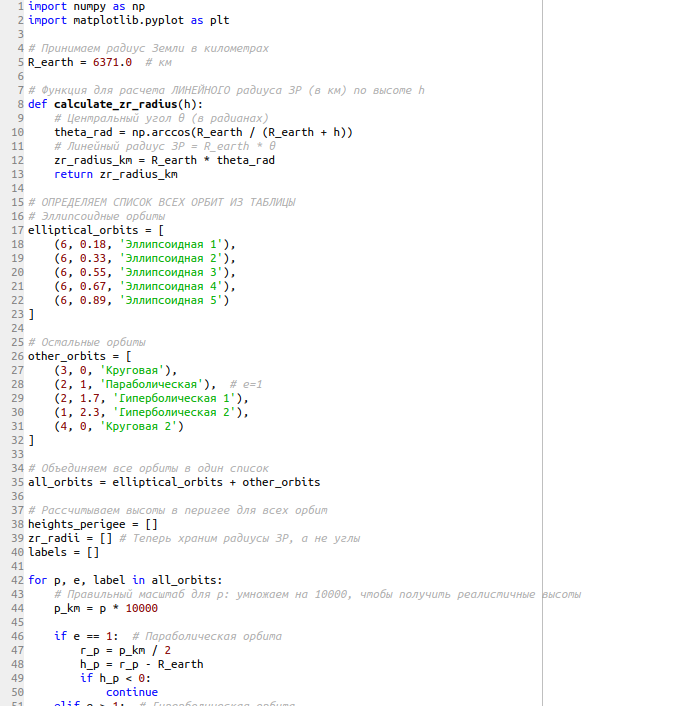 1 import numpy as np
2 import matplotlib.pyplot as plt
3
4 # Принимаем радиус Земли в километрах
5 R_earth = 6371.0  # км
6
7 # Функция для расчета ЛИНЕЙНОГО радиуса ЗР (в км) по высоте h
8 def calculate_zr_radius(h):
9     # Центральный угол θ (в радианах)
10     theta_rad = np.arccos(R_earth / (R_earth + h))
11     # Линейный радиус ЗР = R_earth * θ
12     zr_radius_km = R_earth * theta_rad
13     return zr_radius_km
14
15 # ОПРЕДЕЛЯЕМ СПИСОК ВСЕХ ОРБИТ ИЗ ТАБЛИЦЫ
16 # Эллипсоидные орбиты
17 elliptical_orbits = [
18     (6, 0.18, 'Эллипсоидная 1'),
19     (6, 0.33, 'Эллипсоидная 2'),
20     (6, 0.55, 'Эллипсоидная 3'),
21     (6, 0.67, 'Эллипсоидная 4'),
22     (6, 0.89, 'Эллипсоидная 5')
23 ]
24
25 # Остальные орбиты
26 other_orbits = [
27     (3, 0, 'Круговая'),
28     (2, 1, 'Параболическая'),  # e=1
29     (2, 1.7, 'Гиперболическая 1'),
30     (1, 2.3, 'Гиперболическая 2'),
31     (4, 0, 'Круговая 2')
32 ]
33
34 # Объединяем все орбиты в один список
35 all_orbits = elliptical_orbits + other_orbits
36
37 # Рассчитываем высоты в перигее для всех орбит
38 heights_perigee = []
39 zr_radii = [] # Теперь храним радиусы ЗР, а не углы
40 labels = []
41
42 for p, e, label in all_orbits:
43     # Правильный масштаб для p: умножаем на 10000, чтобы получить реалистичные высоты
44     p_km = p * 10000
45
46     if e == 1:  # Параболическая орбита
47         r_p = p_km / 2
48         h_p = r_p - R_earth
49         if h_p < 0:
50             continue
51     elif e > 1:  # Гиперболическая орбита